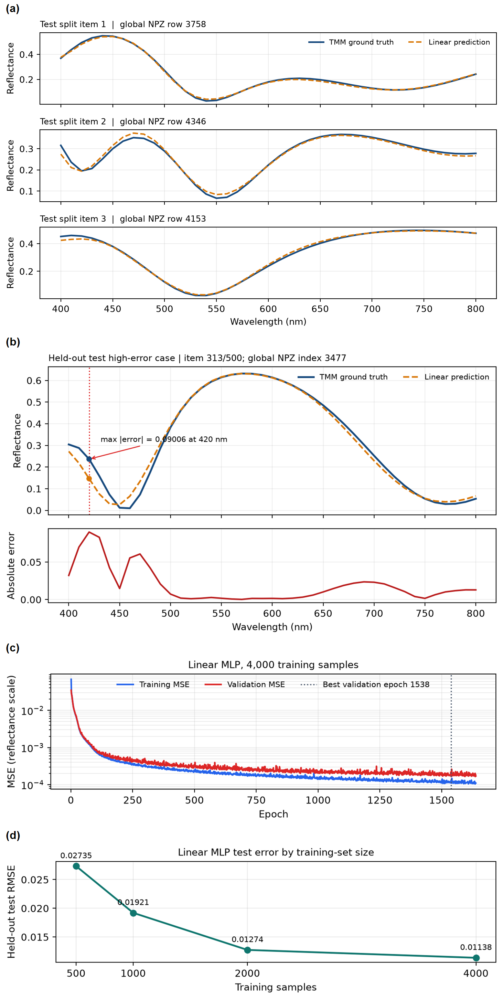 (a)
Test split item 1 | global NPZ row 3758
TMM ground truth
Linear prediction
Reflectance
0.4
0.2
Test split item 2 | global NPZ row 4346
Reflectance
0.3
0.2
0.1
Test split item 3 | global NPZ row 4153
Reflectance
0.4
0.2
400 450 500 550 600 650 700 750 800
Wavelength (nm)
(b)
Held-out test high-error case | item 313/500; global NPZ index 3477
TMM ground truth
Linear prediction
Reflectance
0.6
0.5
0.4
0.3
0.2
0.1
0.0
max |error| = 0.09006 at 420 nm
Absolute error
0.05
0.00
400 450 500 550 600 650 700 750 800
Wavelength (nm)
(c)
Linear MLP, 4,000 training samples
Training MSE
Validation MSE
Best validation epoch 1538
MSE (reflectance scale)
10⁻²
10⁻³
10⁻⁴
0 250 500 750 1000 1250 1500
Epoch
(d)
Linear MLP test error by training-set size
Held-out test RMSE
0.025
0.020
0.015
0.02735
0.01921
0.01274
0.01138
500 1000 2000 4000
Training samples